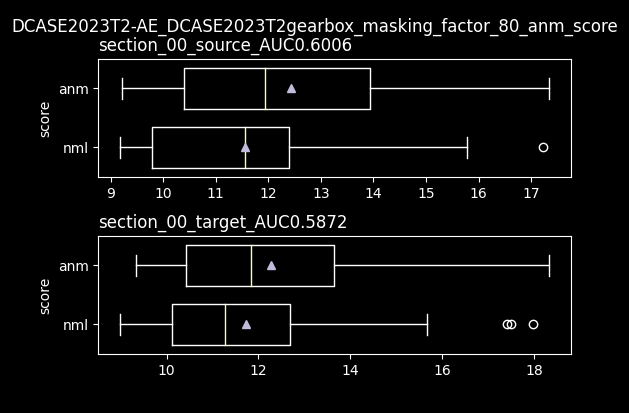 DCASE2023T2-AE_DCASE2023T2gearbox_masking_factor_80_anm_score
section_00_source_AUC0.6006
anm
score
nml
9 10 11 12 13 14 15 16 17
section_00_target_AUC0.5872
anm
score
nml
10 12 14 16 18